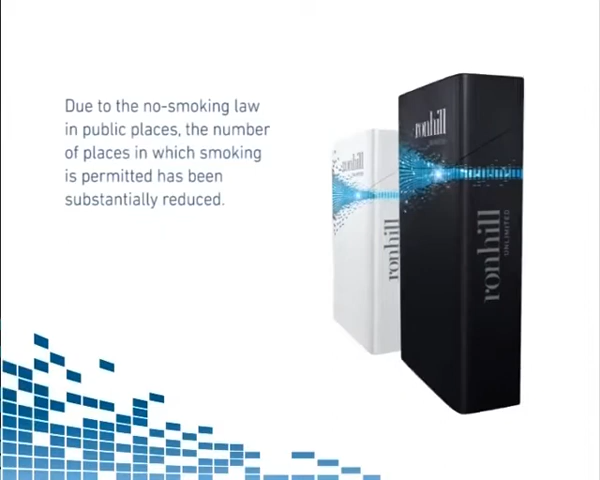 Due to the no-smoking law
in public places, the number
of places in which smoking
is permitted has been
substantially reduced.
ronhill
ronhill
ronhill
ronhill
UNLIMITED